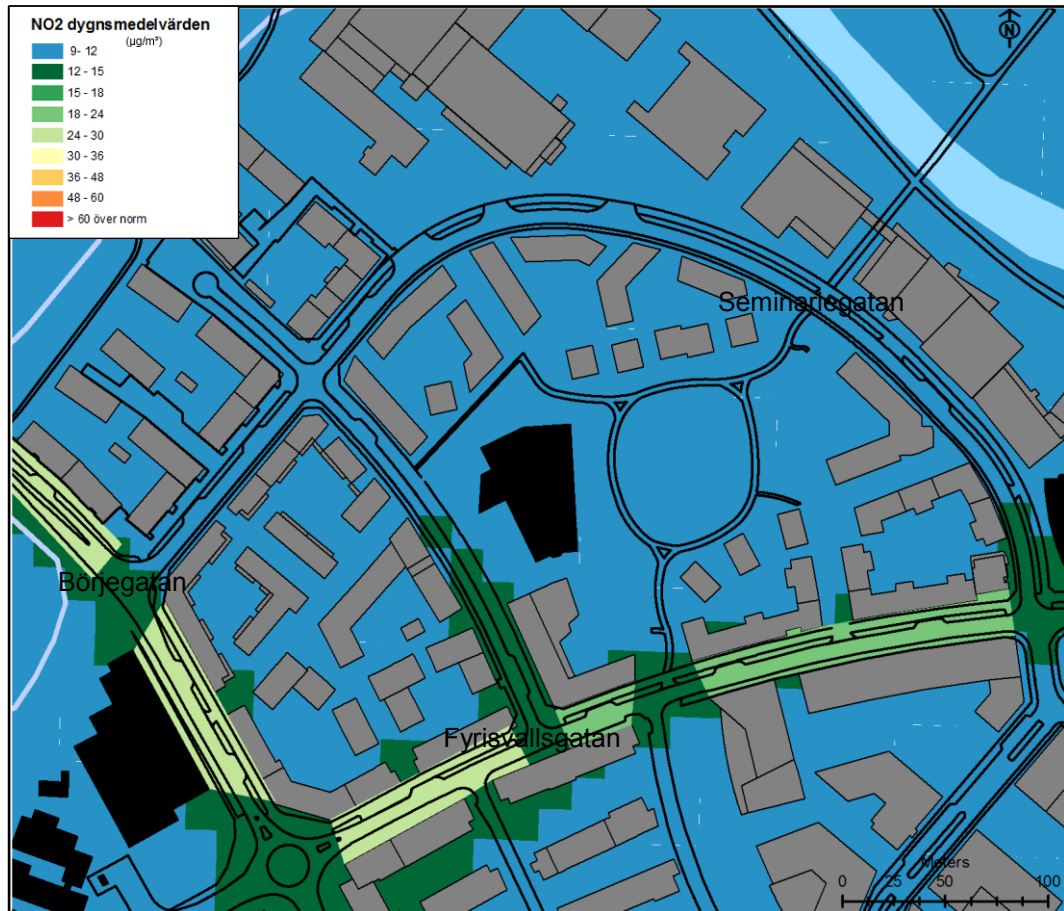 NO2 dygnsmedelvärden
(µg/m³)
9- 12
12 - 15
15 - 18
18 - 24
24 - 30
30 - 36
36 - 48
48 - 60
> 60 över norm
N
Seminariegatan
Börjegatan
Fyrisvallsgatan
Meters
0 25 50 100